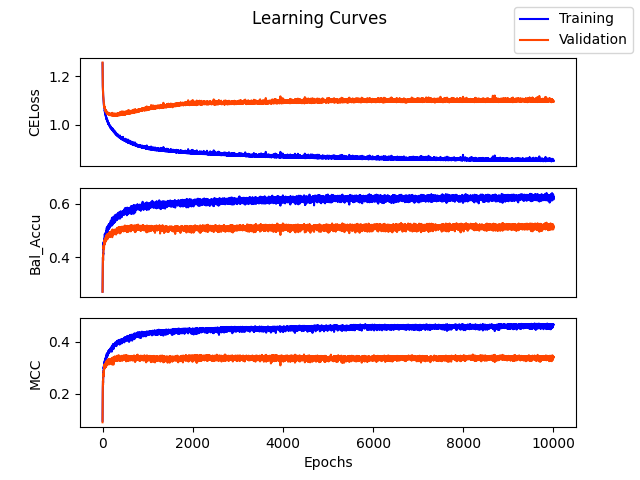 Learning Curves
Training
Validation
1.2
1.0
CELoss
0.6
0.4
Bal_Accu
0.4
0.2
MCC
0 2000 4000 6000 8000 10000
Epochs